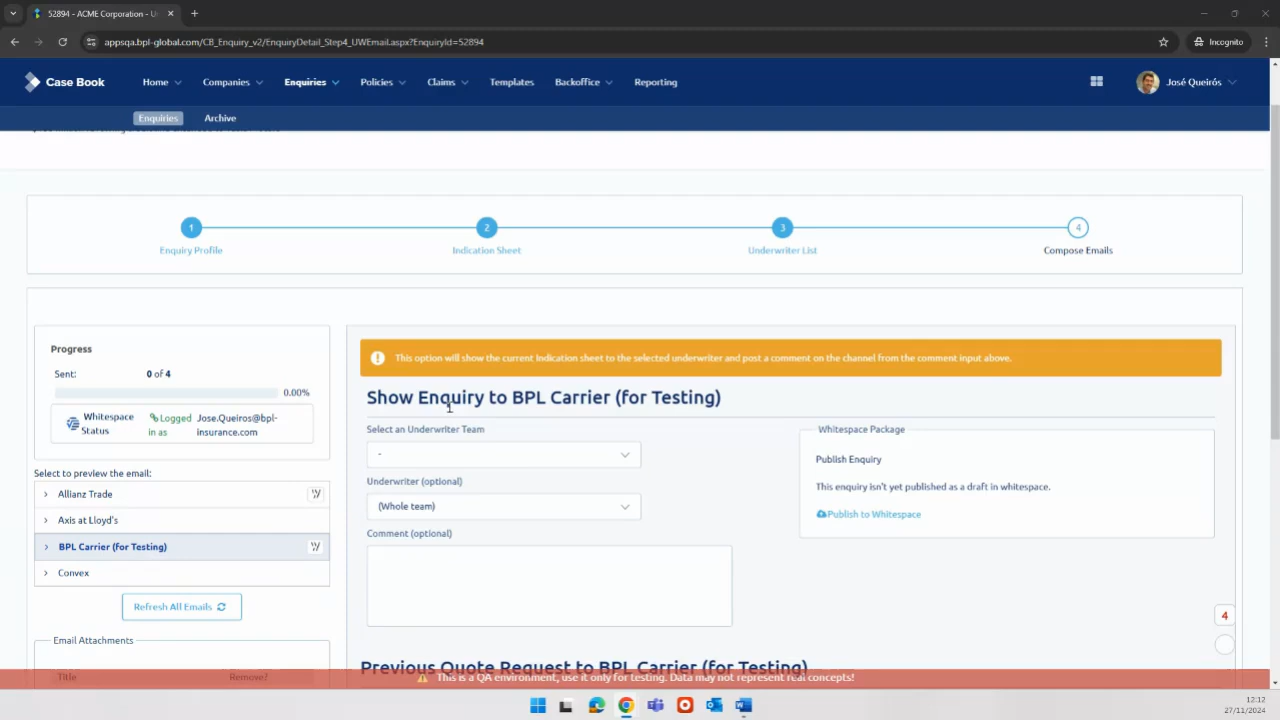 52894 - ACME Corporation - U
appsqa.bpl-global.com/CB_Enquiry_v2/EnquiryDetail_Step4_UWEmail.aspx?EnquiryId=52894
Incognito
Case Book
Home
Companies
Enquiries
Policies
Claims
Templates
Backoffice
Reporting
José Queirós
Enquiries
Archive
1
2
3
4
Enquiry Profile
Indication Sheet
Underwriter List
Compose Emails
Progress
Sent:
0 of 4
0.00%
Whitespace Status
Logged in as
Jose.Queiros@bpl-insurance.com
Select to preview the email:
Allianz Trade
Axis at Lloyd's
BPL Carrier (for Testing)
Convex
Refresh All Emails
Email Attachments
Title
Remove?
This option will show the current Indication sheet to the selected underwriter and post a comment on the channel from the comment input above.
Show Enquiry to BPL Carrier (for Testing)
Select an Underwriter Team
-
Underwriter (optional)
(Whole team)
Comment (optional)
Whitespace Package
Publish Enquiry
This enquiry isn't yet published as a draft in whitespace.
Publish to Whitespace
4
Previous Quote Request to BPL Carrier (for Testing)
This is a QA environment, use it only for testing. Data may not represent real concepts!
12:12
27/11/2024